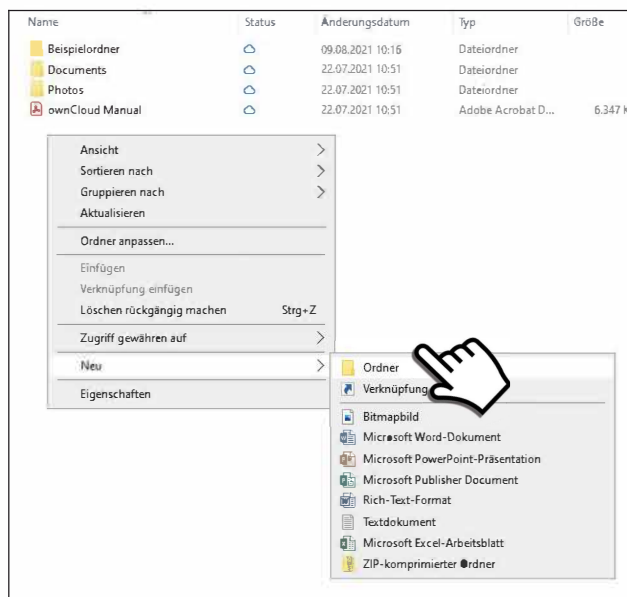 Name Status Änderungsdatum Typ Größe
Beispielordner 09.08.2021 10:16 Dateiordner
Documents 22.07.2021 10:51 Dateiordner
Photos 22.07.2021 10:51 Dateiordner
ownCloud Manual 22.07.2021 10:51 Adobe Acrobat D... 6.347 K
Ansicht
Sortieren nach
Gruppieren nach
Aktualisieren
Ordner anpassen...
Einfügen
Verknüpfung einfügen
Löschen rückgängig machen Strg+Z
Zugriff gewähren auf
Neu
Eigenschaften
Ordner
Verknüpfung
Bitmapbild
Microsoft Word-Dokument
Microsoft PowerPoint-Präsentation
Microsoft Publisher Document
Rich-Text-Format
Textdokument
Microsoft Excel-Arbeitsblatt
ZIP-komprimierter Ordner